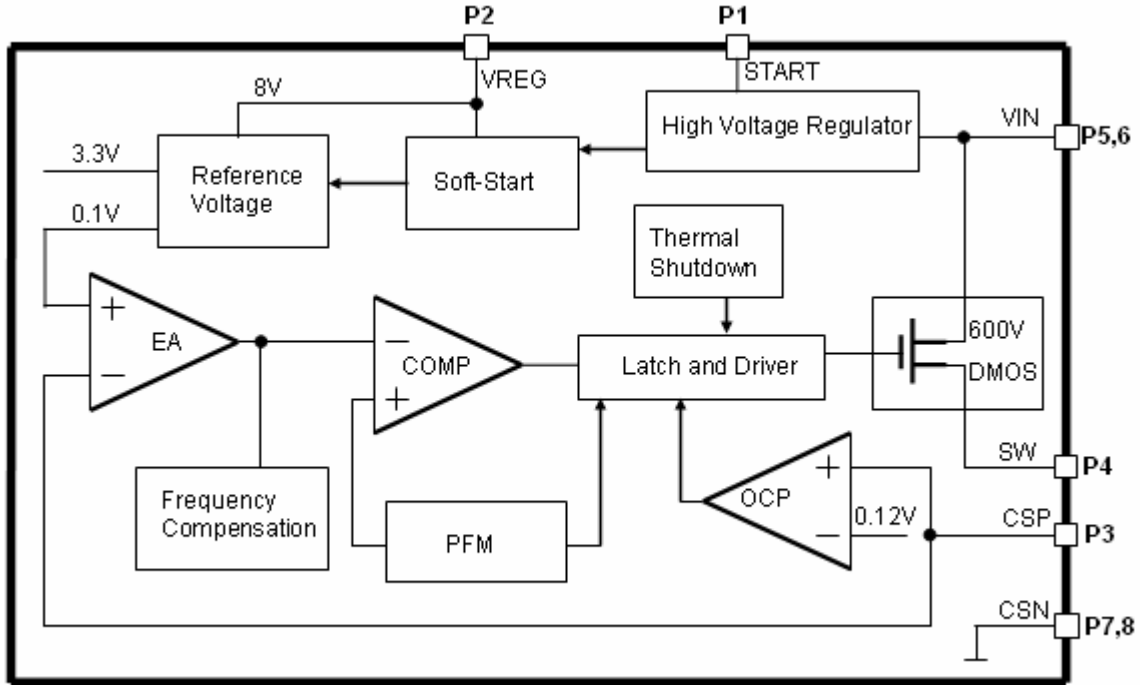 P2
P1
VREG
START
8V
High Voltage Regulator
VIN
P5,6
3.3V
Reference
Voltage
Soft-Start
0.1V
Thermal
Shutdown
+
EA
−
−
COMP
+
Latch and Driver
600V
DMOS
SW
P4
Frequency
Compensation
PFM
+
OCP
0.12V
−
CSP
P3
CSN
P7,8